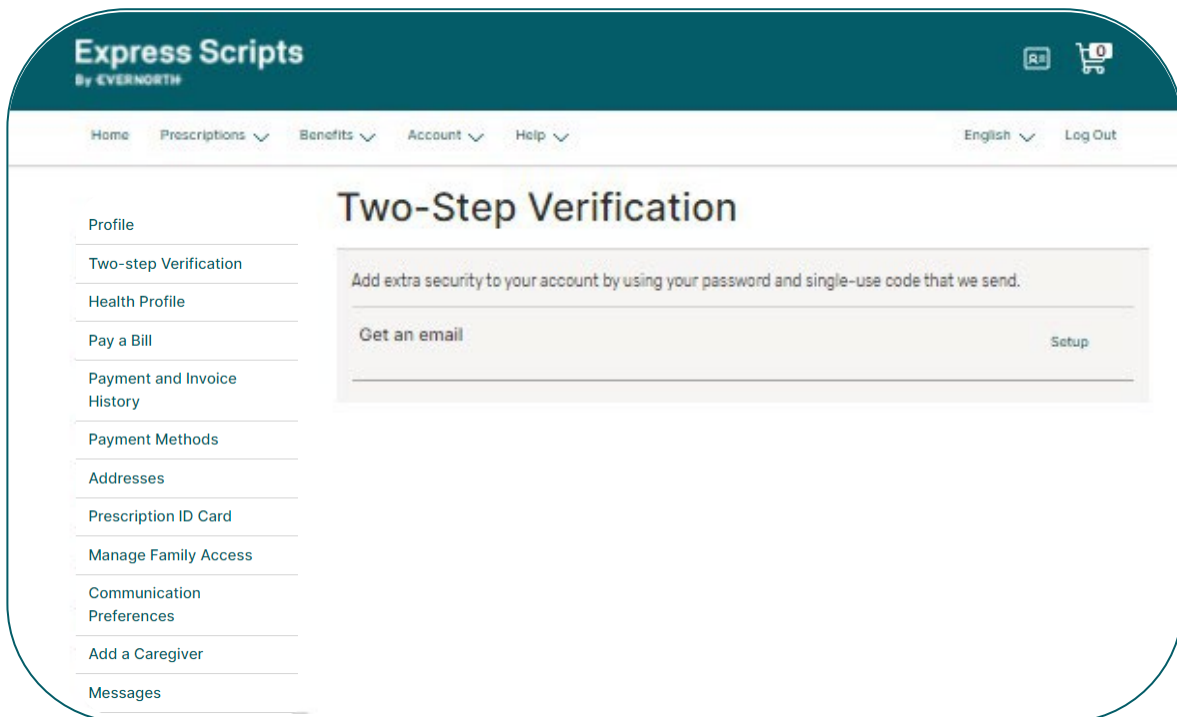 Express Scripts
By EVERNORTH
0
Home Prescriptions Benefits Account Help English Log Out
Two-Step Verification
Profile
Two-step Verification
Health Profile
Pay a Bill
Payment and Invoice
History
Payment Methods
Addresses
Prescription ID Card
Manage Family Access
Communication
Preferences
Add a Caregiver
Messages
Add extra security to your account by using your password and single-use code that we send.
Get an email
Setup